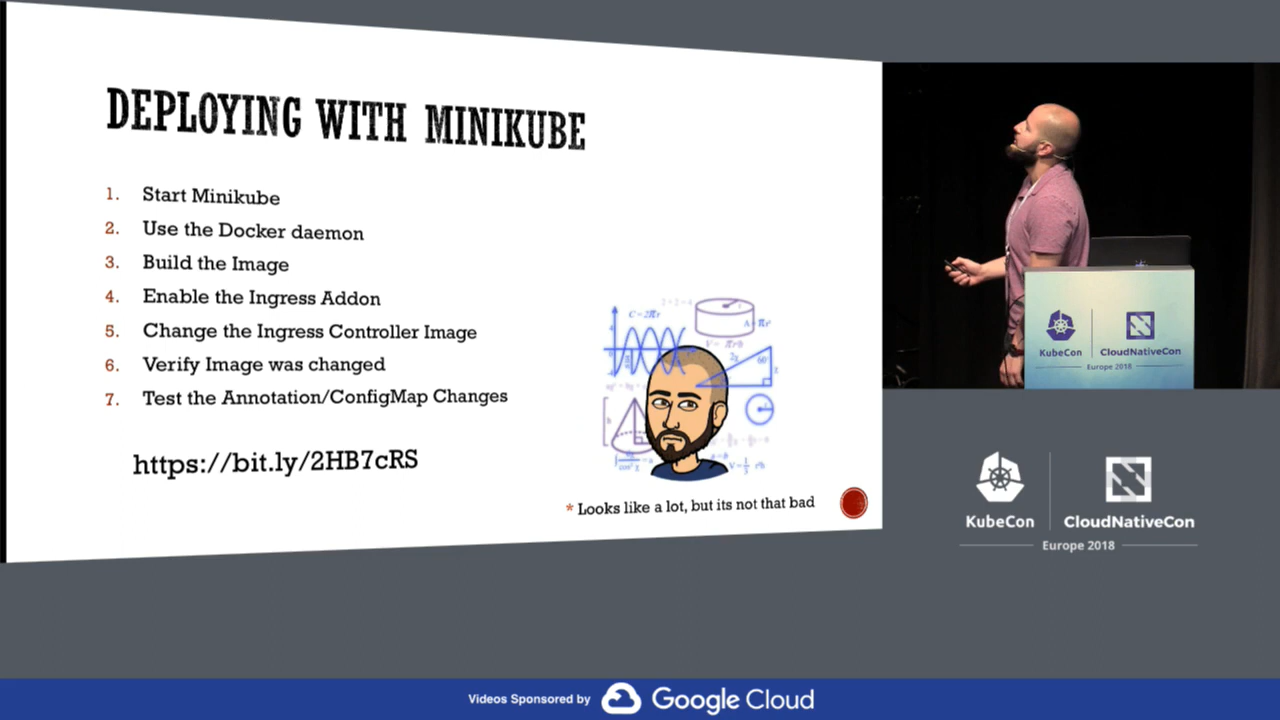 DEPLOYING WITH MINIKUBE
1. Start Minikube
2. Use the Docker daemon
3. Build the Image
4. Enable the Ingress Addon
5. Change the Ingress Controller Image
6. Verify Image was changed
7. Test the Annotation/ConfigMap Changes
https://bit.ly/2HB7cRS
C=2πr
2y
60°
* Looks like a lot, but its not that bad
KubeCon
CloudNativeCon
Europe 2018
KubeCon
CloudNativeCon
Europe 2018
Videos Sponsored by Google Cloud